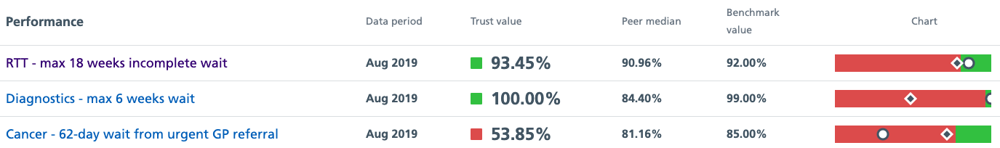 Performance Data period Trust value Peer median Benchmark value Chart
RTT - max 18 weeks incomplete wait Aug 2019 93.45% 90.96% 92.00%
Diagnostics - max 6 weeks wait Aug 2019 100.00% 84.40% 99.00%
Cancer - 62-day wait from urgent GP referral Aug 2019 53.85% 81.16% 85.00%